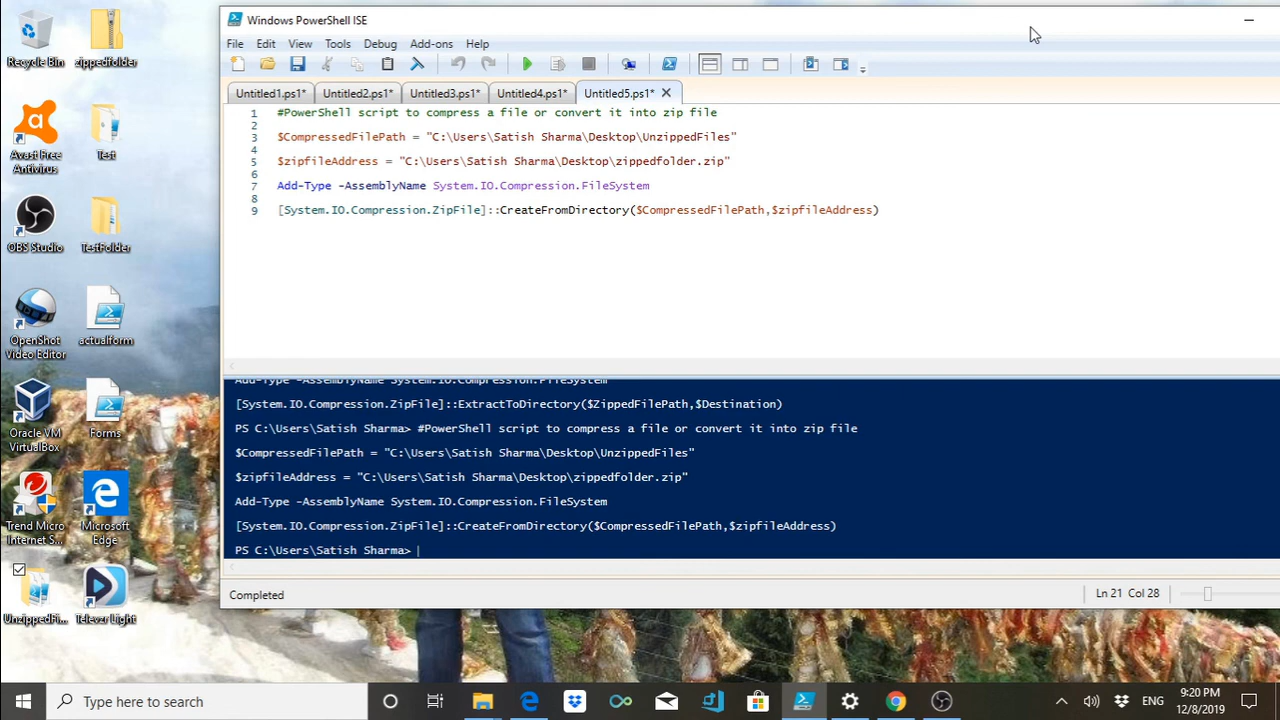 Windows PowerShell ISE
File Edit View Tools Debug Add-ons Help
Untitled1.ps1* Untitled2.ps1* Untitled3.ps1* Untitled4.ps1* Untitled5.ps1*
1 #PowerShell script to compress a file or convert it into zip file
2
3 $CompressedFilePath = "C:\Users\Satish Sharma\Desktop\UnzippedFiles"
4
5 $zipfileAddress = "C:\Users\Satish Sharma\Desktop\zippedfolder.zip"
6
7 Add-Type -AssemblyName System.IO.Compression.FileSystem
8
9 [System.IO.Compression.ZipFile]::CreateFromDirectory($CompressedFilePath,$zipfileAddress)
Add-Type -AssemblyName System.IO.Compression.FileSystem
[System.IO.Compression.ZipFile]::ExtractToDirectory($ZippedFilePath,$Destination)
PS C:\Users\Satish Sharma> #PowerShell script to compress a file or convert it into zip file
$CompressedFilePath = "C:\Users\Satish Sharma\Desktop\UnzippedFiles"
$zipfileAddress = "C:\Users\Satish Sharma\Desktop\zippedfolder.zip"
Add-Type -AssemblyName System.IO.Compression.FileSystem
[System.IO.Compression.ZipFile]::CreateFromDirectory($CompressedFilePath,$zipfileAddress)
PS C:\Users\Satish Sharma>
Completed
Ln 21 Col 28
Recycle Bin
zippedfolder
Avast Free
Antivirus
Test
OBS Studio
TestFolder
OpenShot
Video Editor
actualform
Oracle VM
VirtualBox
Forms
Trend Micro
Internet S...
Microsoft
Edge
UnzippedFi...
Televzr Light
Type here to search
ENG
9:20 PM
12/8/2019